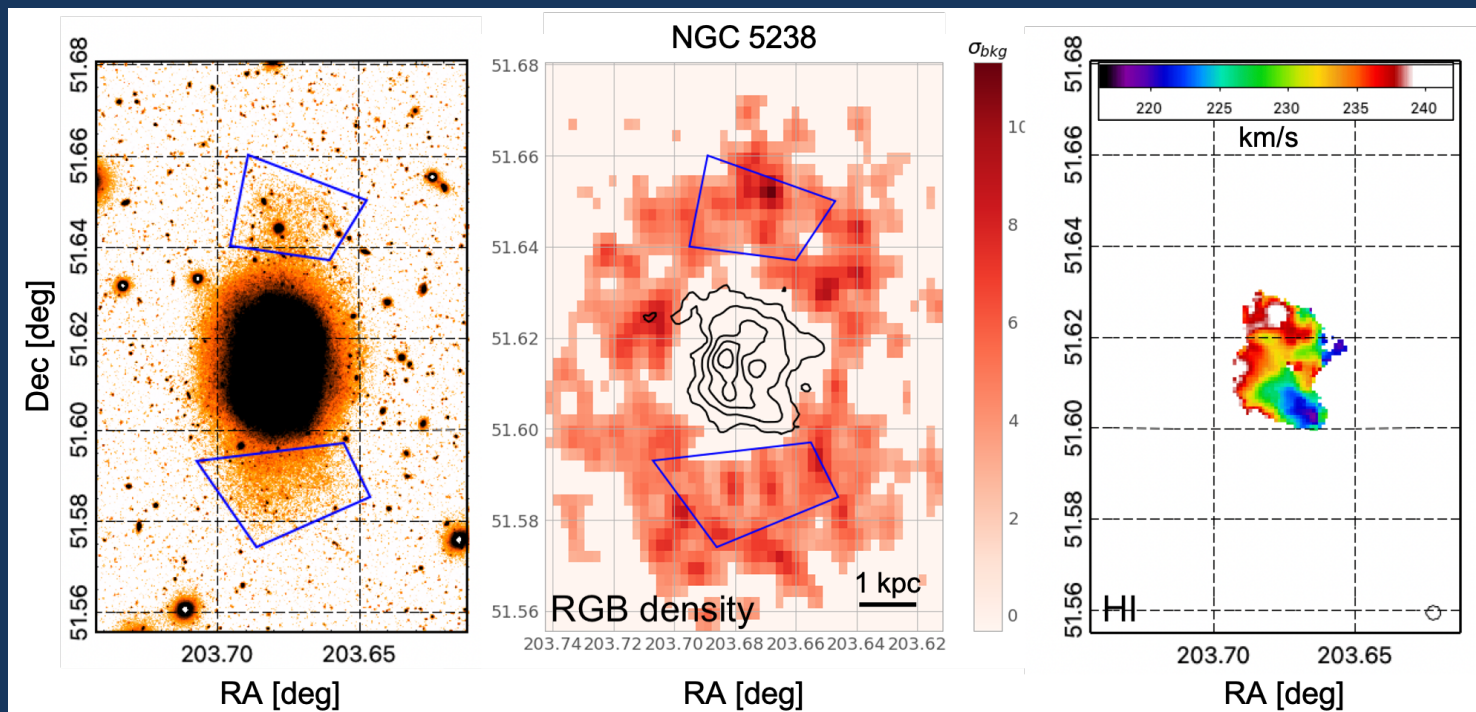 NGC 5238
Dec [deg]
51.68
51.66
51.64
51.62
51.60
51.58
51.56
203.70 203.65
RA [deg]
51.68
51.66
51.64
51.62
51.60
51.58
51.56
RGB density
1 kpc
203.74 203.72 203.70 203.68 203.66 203.64 203.62
RA [deg]
σbkg
10
8
6
4
2
0
51.68
51.66
51.64
51.62
51.60
51.58
51.56
220 225 230 235 240
km/s
HI
203.70 203.65
RA [deg]